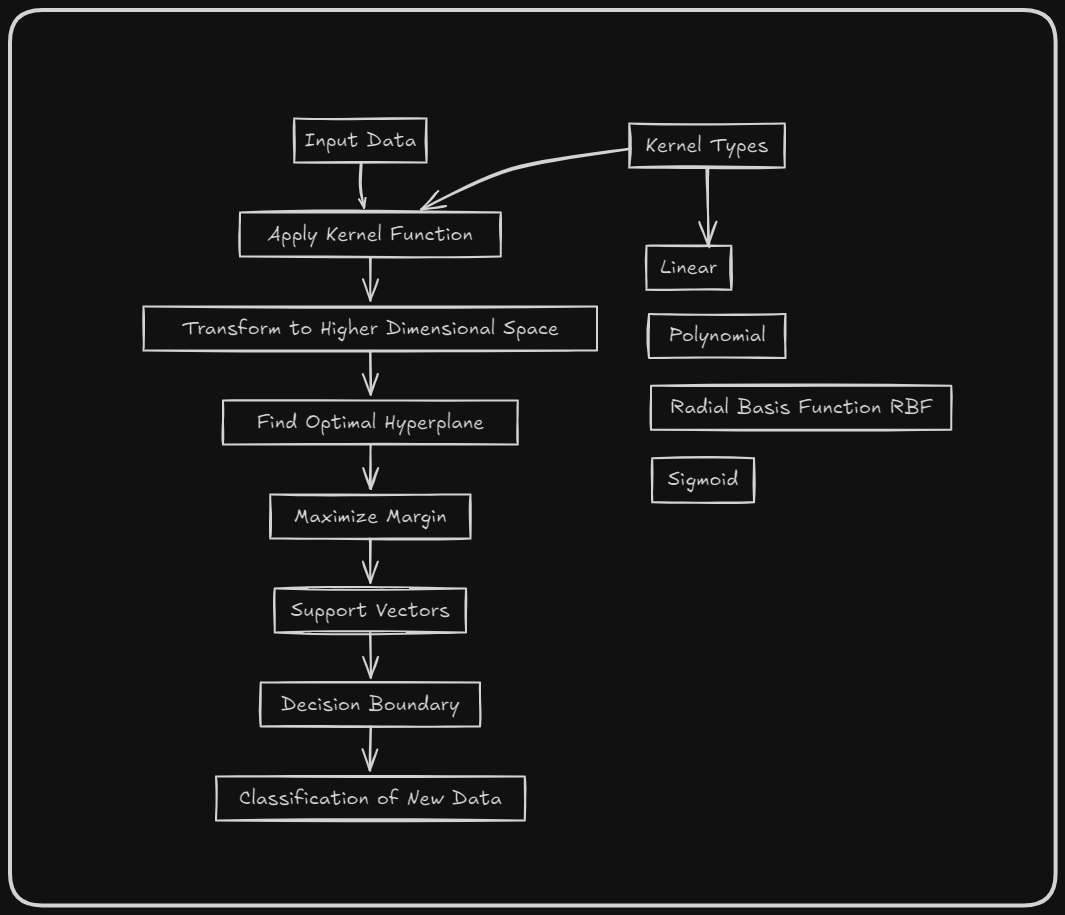 Input Data
Kernel Types
Apply Kernel Function
Linear
Transform to Higher Dimensional Space
Polynomial
Radial Basis Function RBF
Find Optimal Hyperplane
Sigmoid
Maximize Margin
Support Vectors
Decision Boundary
Classification of New Data